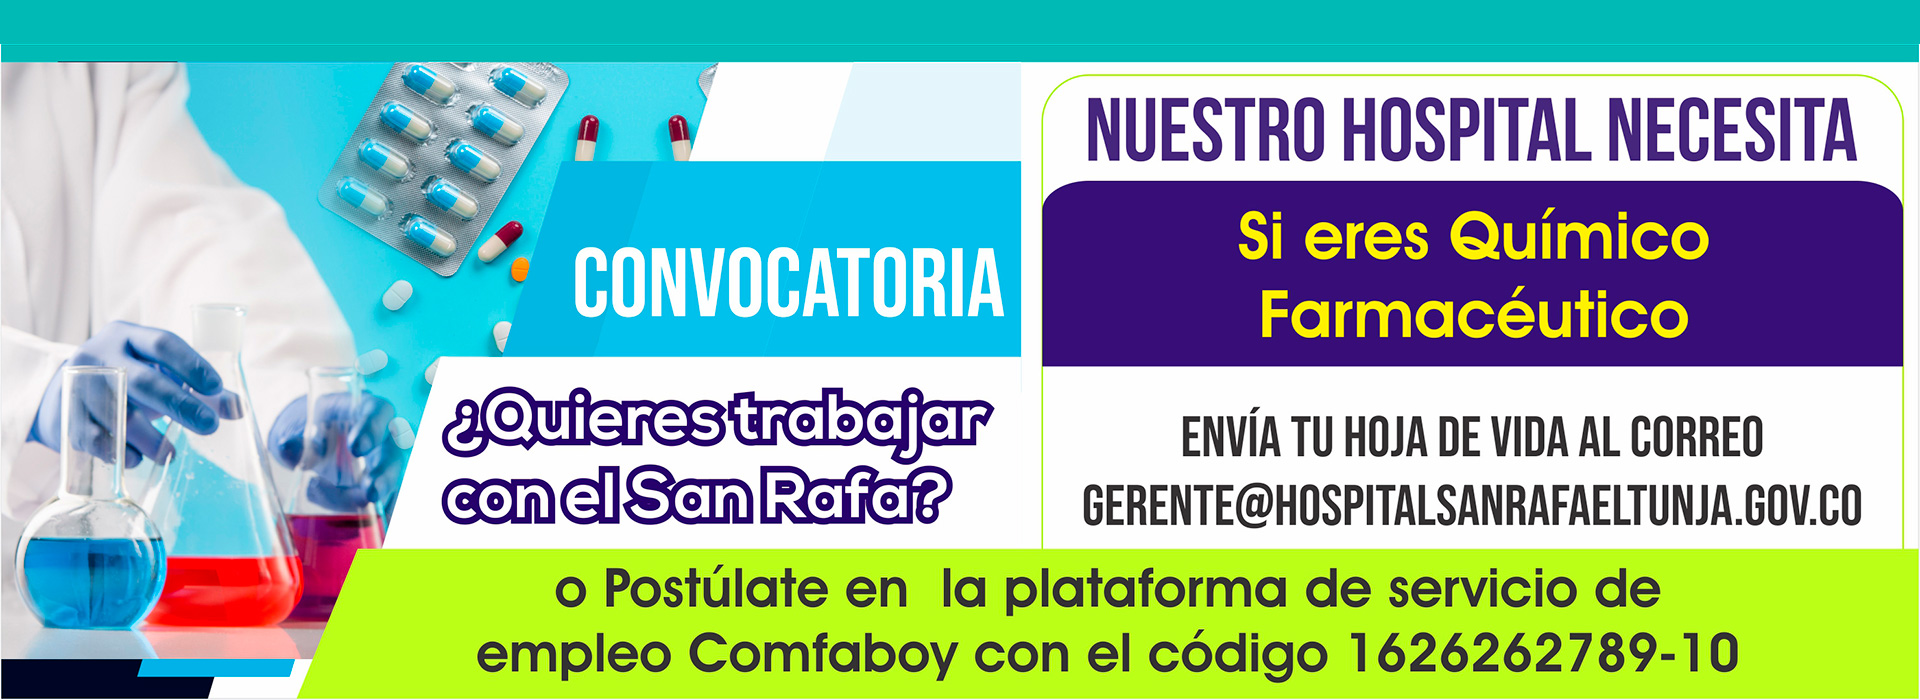 CONVOCATORIA
¿Quieres trabajar
con el San Rafa?
NUESTRO HOSPITAL NECESITA
Si eres Químico
Farmacéutico
ENVÍA TU HOJA DE VIDA AL CORREO
GERENTE@HOSPITALSANRAFAELTUNJA.GOV.CO
o Postúlate en la plataforma de servicio de
empleo Comfaboy con el código 1626262789-10